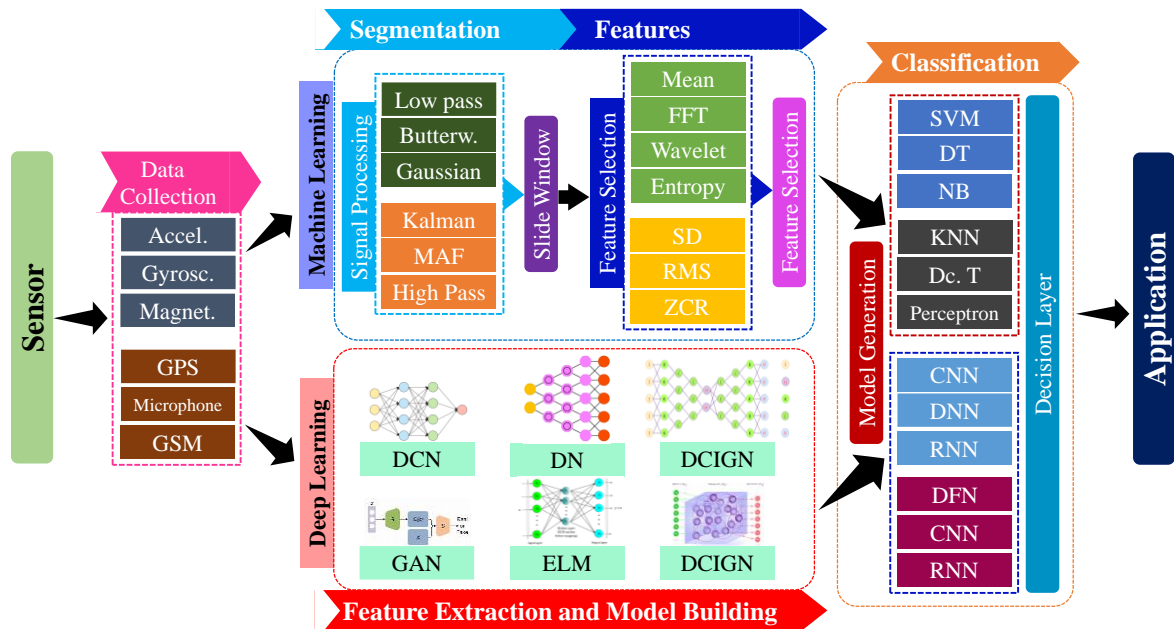 Segmentation
Features
Classification
Sensor
Data
Collection
Accel.
Gyrosc.
Magnet.
GPS
Microphone
GSM
Machine Learning
Signal Processing
Low pass
Butterw.
Gaussian
Kalman
MAF
High Pass
Slide Window
Feature Selection
Mean
FFT
Wavelet
Entropy
SD
RMS
ZCR
Feature Selection
Deep Learning
DCN
DN
DCIGN
GAN
ELM
DCIGN
Feature Extraction and Model Building
Model Generation
SVM
DT
NB
KNN
Dc. T
Perceptron
CNN
DNN
RNN
DFN
CNN
RNN
Decision Layer
Application